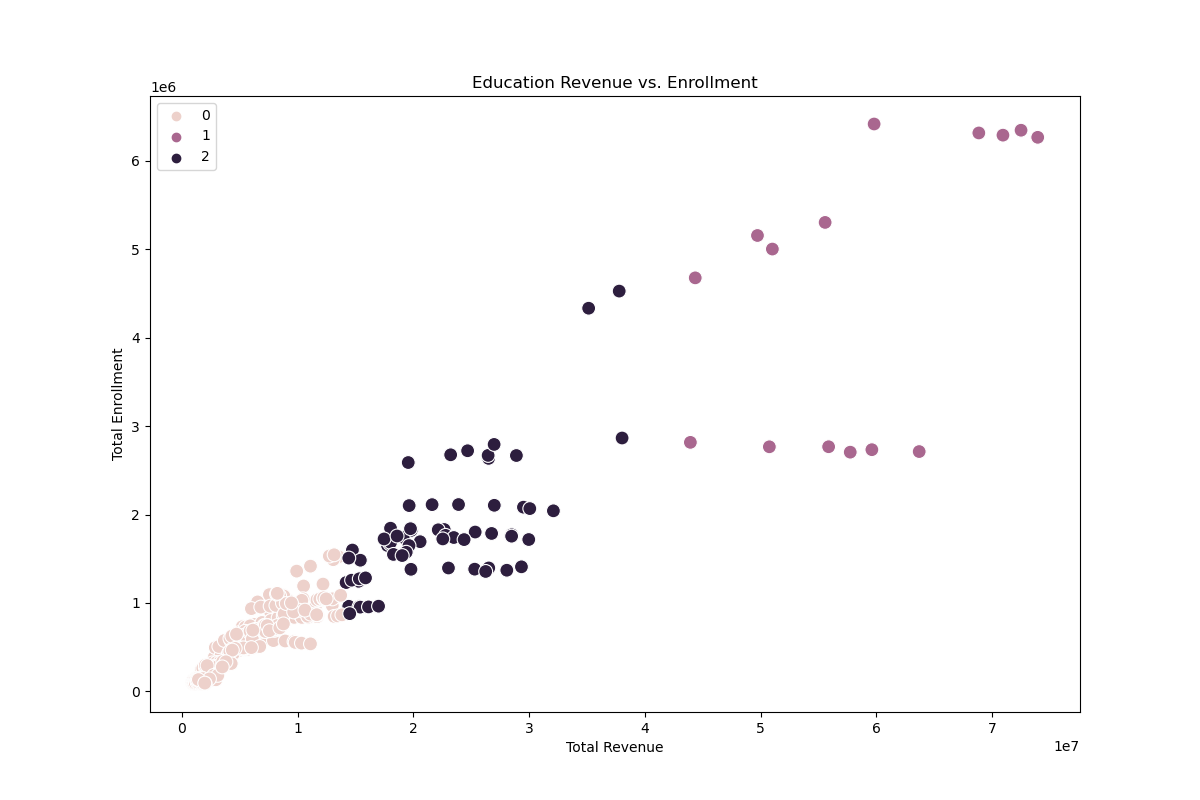 Education Revenue vs. Enrollment
1e6
0
1
2
6
5
4
3
2
1
0
Total Enrollment
0 1 2 3 4 5 6 7
1e7
Total Revenue